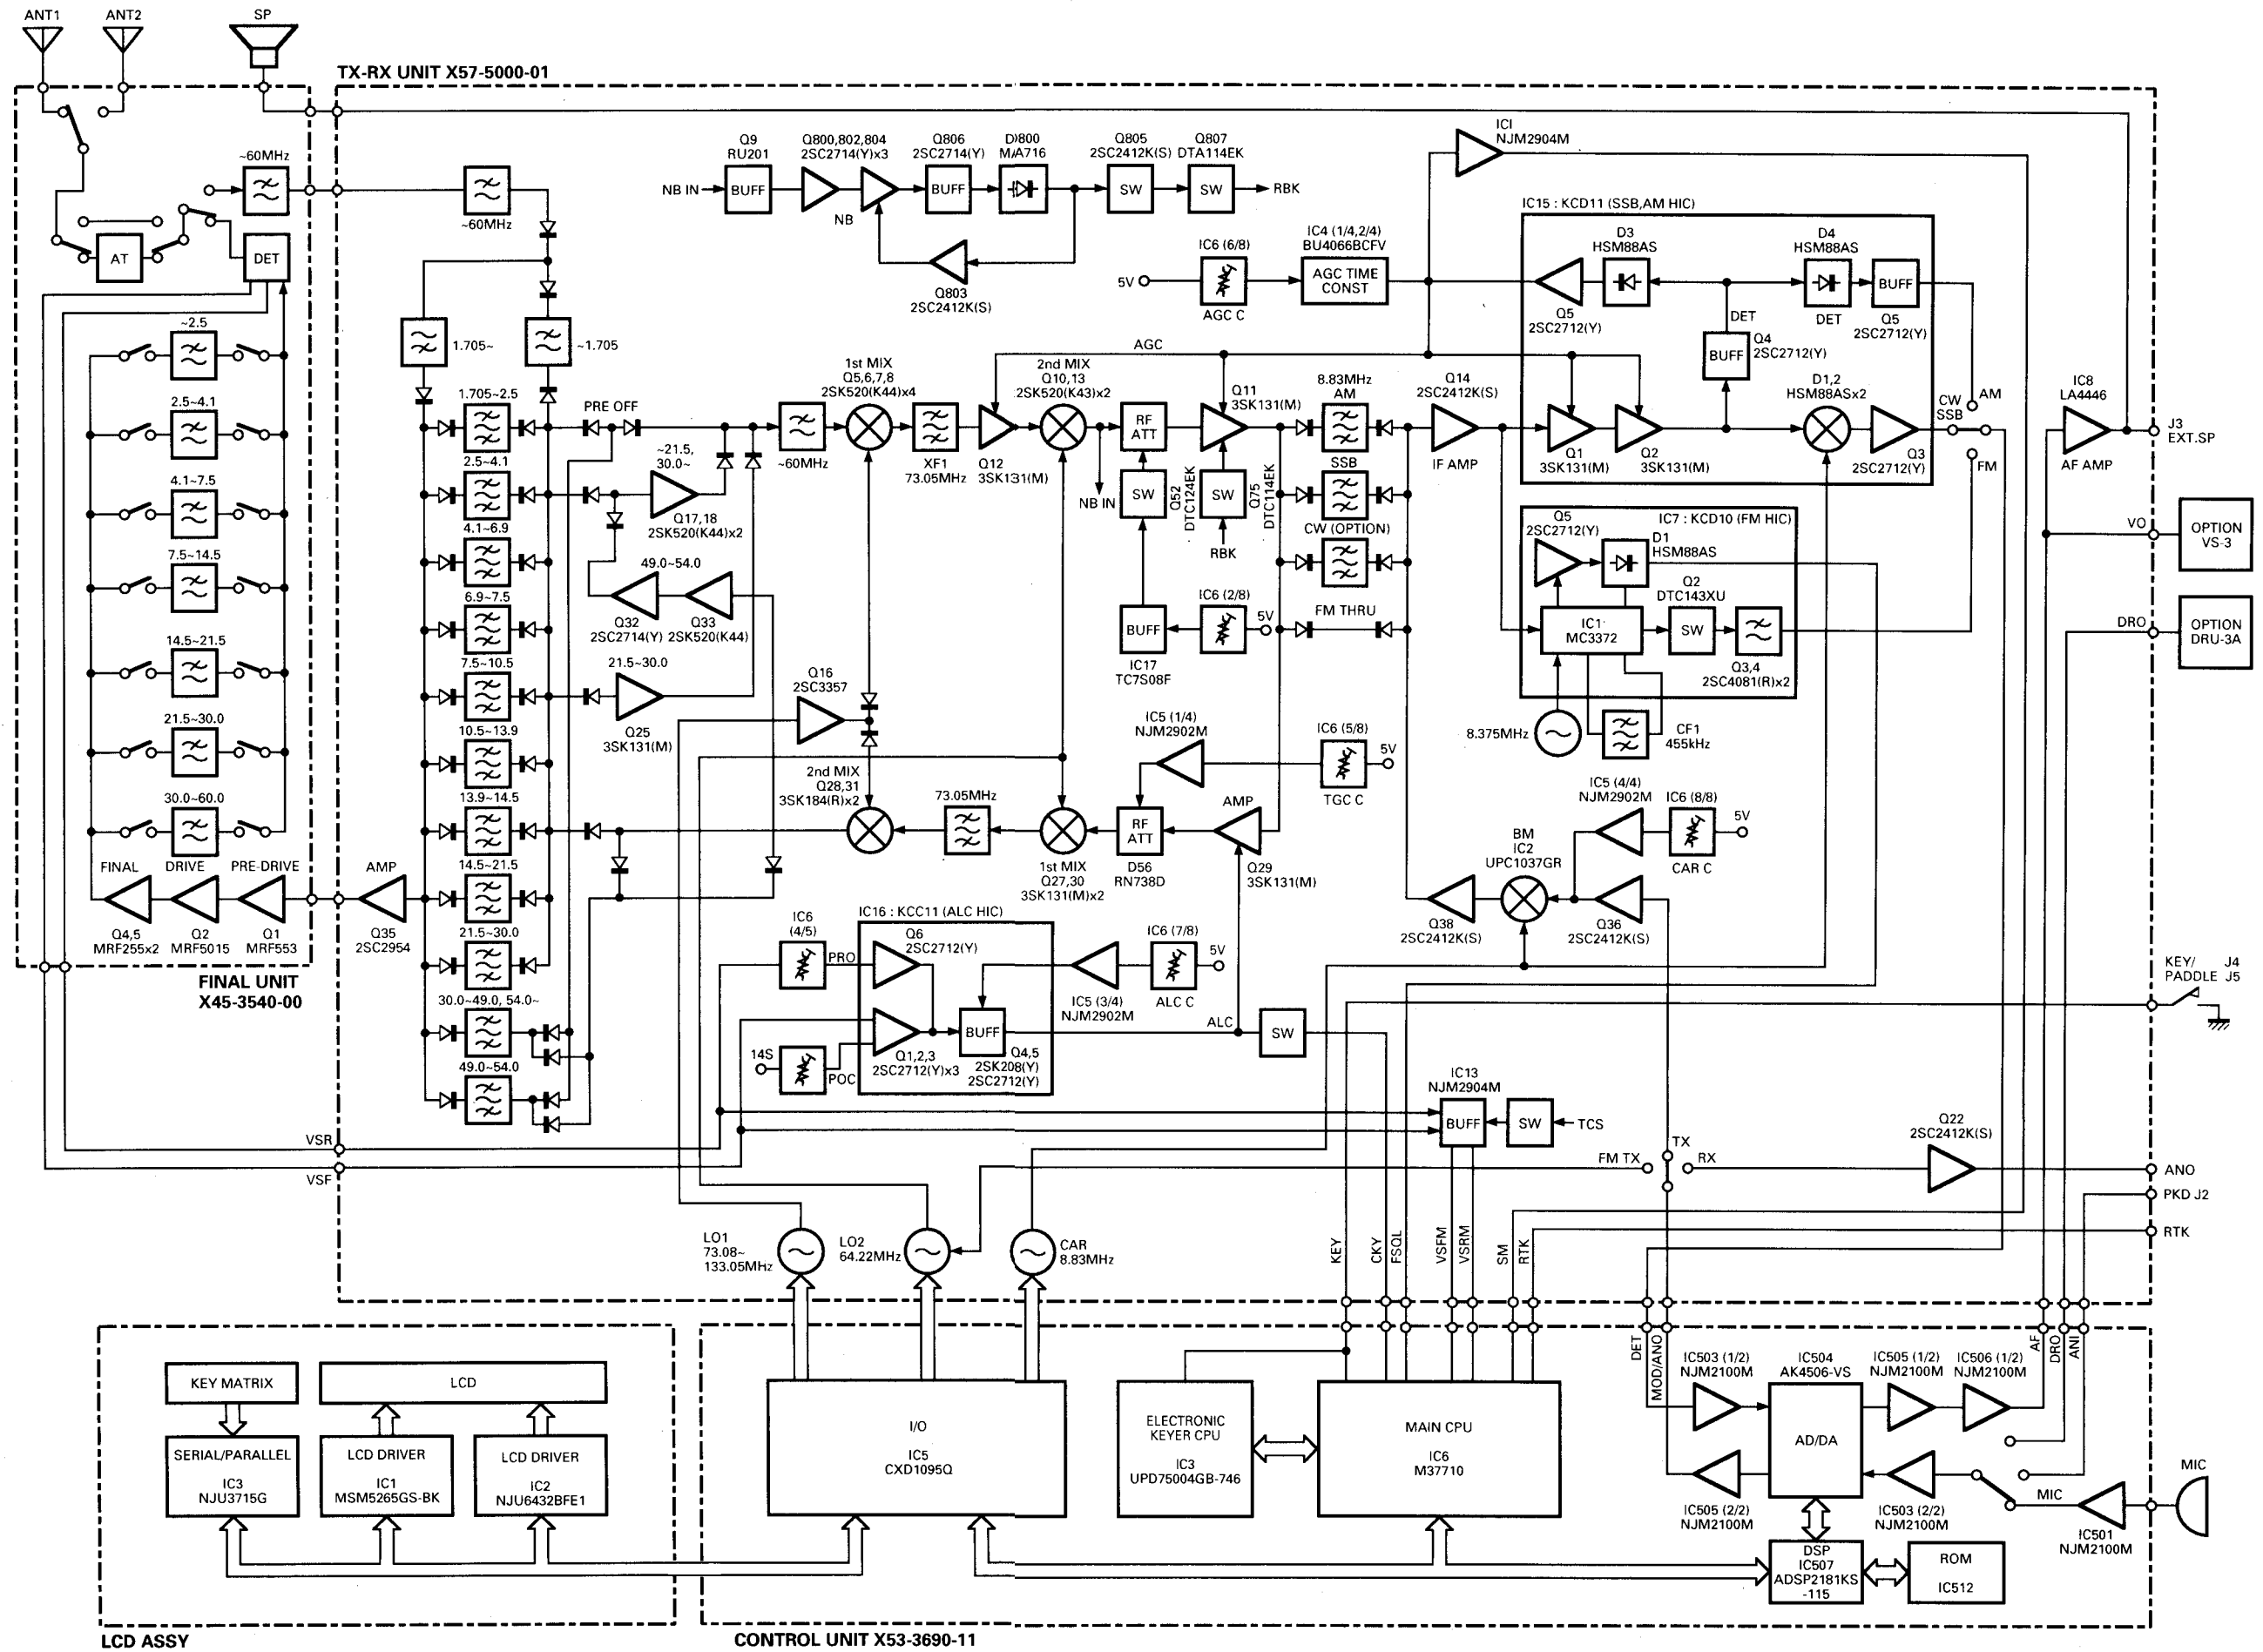 ANT1
ANT2
SP
TX-RX UNIT X57-5000-01
~60MHz
~60MHz
AT
DET
~2.5
2.5~4.1
4.1~7.5
7.5~14.5
14.5~21.5
21.5~30.0
30.0~60.0
FINAL
DRIVE
PRE-DRIVE
Q4,5
MRF255x2
Q2
MRF5015
Q1
MRF553
FINAL UNIT
X45-3540-00
AMP
Q35
2SC2954
VSR
VSF
1.705~
~1.705
1.705~2.5
2.5~4.1
4.1~6.9
6.9~7.5
7.5~10.5
10.5~13.9
13.9~14.5
14.5~21.5
21.5~30.0
30.0~49.0, 54.0~
49.0~54.0
PRE OFF
~21.5,
30.0~
Q17,18
2SK520(K44)x2
49.0~54.0
Q32
2SC2714(Y)
Q33
2SK520(K44)
21.5~30.0
Q25
3SK131(M)
NB IN
Q9
RU201
BUFF
Q800,802,804
2SC2714(Y)x3
NB
Q806
2SC2714(Y)
BUFF
D800
MA716
Q805
2SC2412K(S)
SW
Q807
DTA114EK
SW
RBK
Q803
2SC2412K(S)
~60MHz
1st MIX
Q5,6,7,8
2SK520(K44)x4
XF1
73.05MHz
Q12
3SK131(M)
2nd MIX
Q10,13
2SK520(K43)x2
NB IN
RF
ATT
SW
Q52
DTC124EK
Q11
3SK131(M)
SW
Q75
DTC114EK
RBK
BUFF
IC17
TC7S08F
IC6 (2/8)
5V
AGC
5V
IC6 (6/8)
AGC C
IC4 (1/4,2/4)
BU4066BCFV
AGC TIME
CONST
8.83MHz
AM
SSB
CW (OPTION)
FM THRU
Q14
2SC2412K(S)
IF AMP
ICI
NJM2904M
IC15 : KCD11 (SSB,AM HIC)
D3
HSM88AS
D4
HSM88AS
Q5
2SC2712(Y)
DET
DET
BUFF
Q5
2SC2712(Y)
BUFF
Q4
2SC2712(Y)
D1,2
HSM88ASx2
Q1
3SK131(M)
Q2
3SK131(M)
Q3
2SC2712(Y)
CW
SSB
AM
FM
IC7 : KCD10 (FM HIC)
Q5
2SC2712(Y)
D1
HSM88AS
Q2
DTC143XU
IC1
MC3372
SW
Q3,4
2SC4081(R)x2
8.375MHz
CF1
455kHz
IC8
LA4446
AF AMP
J3
EXT.SP
VO
OPTION
VS-3
DRO
OPTION
DRU-3A
Q16
2SC3357
IC5 (1/4)
NJM2902M
IC6 (5/8)
5V
TGC C
2nd MIX
Q28,31
3SK184(R)x2
73.05MHz
1st MIX
Q27,30
3SK131(M)x2
RF
ATT
D56
RN738D
AMP
Q29
3SK131(M)
IC5 (4/4)
NJM2902M
IC6 (8/8)
5V
CAR C
BM
IC2
UPC1037GR
Q38
2SC2412K(S)
Q36
2SC2412K(S)
IC6
(4/5)
PRO
14S
POC
IC16 : KCC11 (ALC HIC)
Q6
2SC2712(Y)
Q1,2,3
2SC2712(Y)x3
BUFF
Q4,5
2SK208(Y)
2SC2712(Y)
IC5 (3/4)
NJM2902M
IC6 (7/8)
5V
ALC C
ALC
SW
IC13
NJM2904M
BUFF
SW
TCS
KEY/
PADDLE
J4
J5
FM TX
TX
RX
Q22
2SC2412K(S)
ANO
PKD J2
RTK
LO1
73.08~
133.05MHz
LO2
64.22MHz
CAR
8.83MHz
KEY
CKY
FSQL
VSFM
VSRM
SM
RTK
DET
MOD/ANO
AF
DRO
ANI
KEY MATRIX
LCD
SERIAL/PARALLEL
IC3
NJU3715G
LCD DRIVER
IC1
MSM5265GS-BK
LCD DRIVER
IC2
NJU6432BFE1
LCD ASSY
I/O
IC5
CXD1095Q
ELECTRONIC
KEYER CPU
IC3
UPD75004GB-746
MAIN CPU
IC6
M37710
IC503 (1/2)
NJM2100M
IC504
AK4506-VS
AD/DA
IC505 (1/2)
NJM2100M
IC506 (1/2)
NJM2100M
IC505 (2/2)
NJM2100M
IC503 (2/2)
NJM2100M
MIC
IC501
NJM2100M
MIC
DSP
IC507
ADSP2181KS
-115
ROM
IC512
CONTROL UNIT X53-3690-11